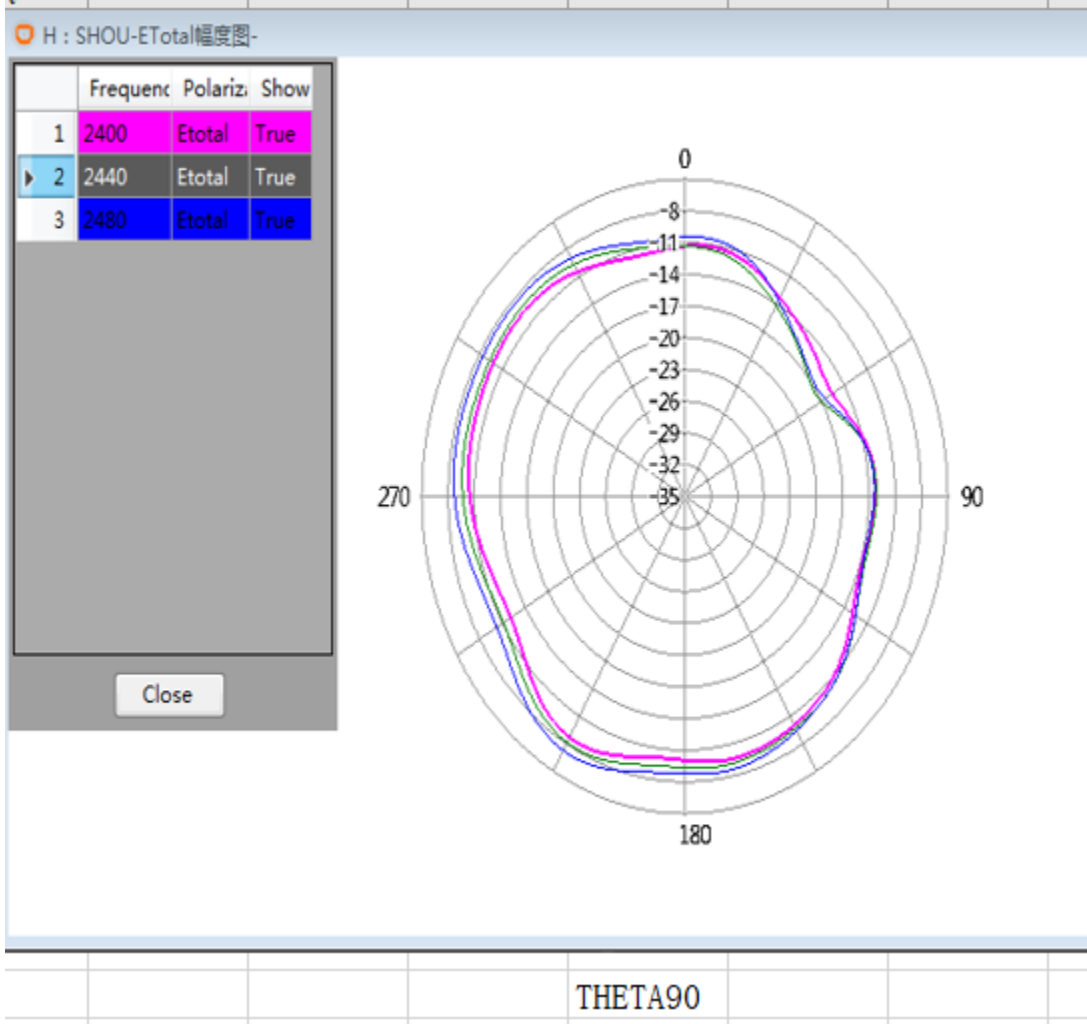 H : SHOU-ETotal幅度图-
Frequenc Polariz Show
1 2400 Etotal True
2 2440 Etotal True
3 2480 Etotal True
Close
0
-8
-11
-14
-17
-20
-23
-26
-29
-32
270 -35 90
180
THETA90